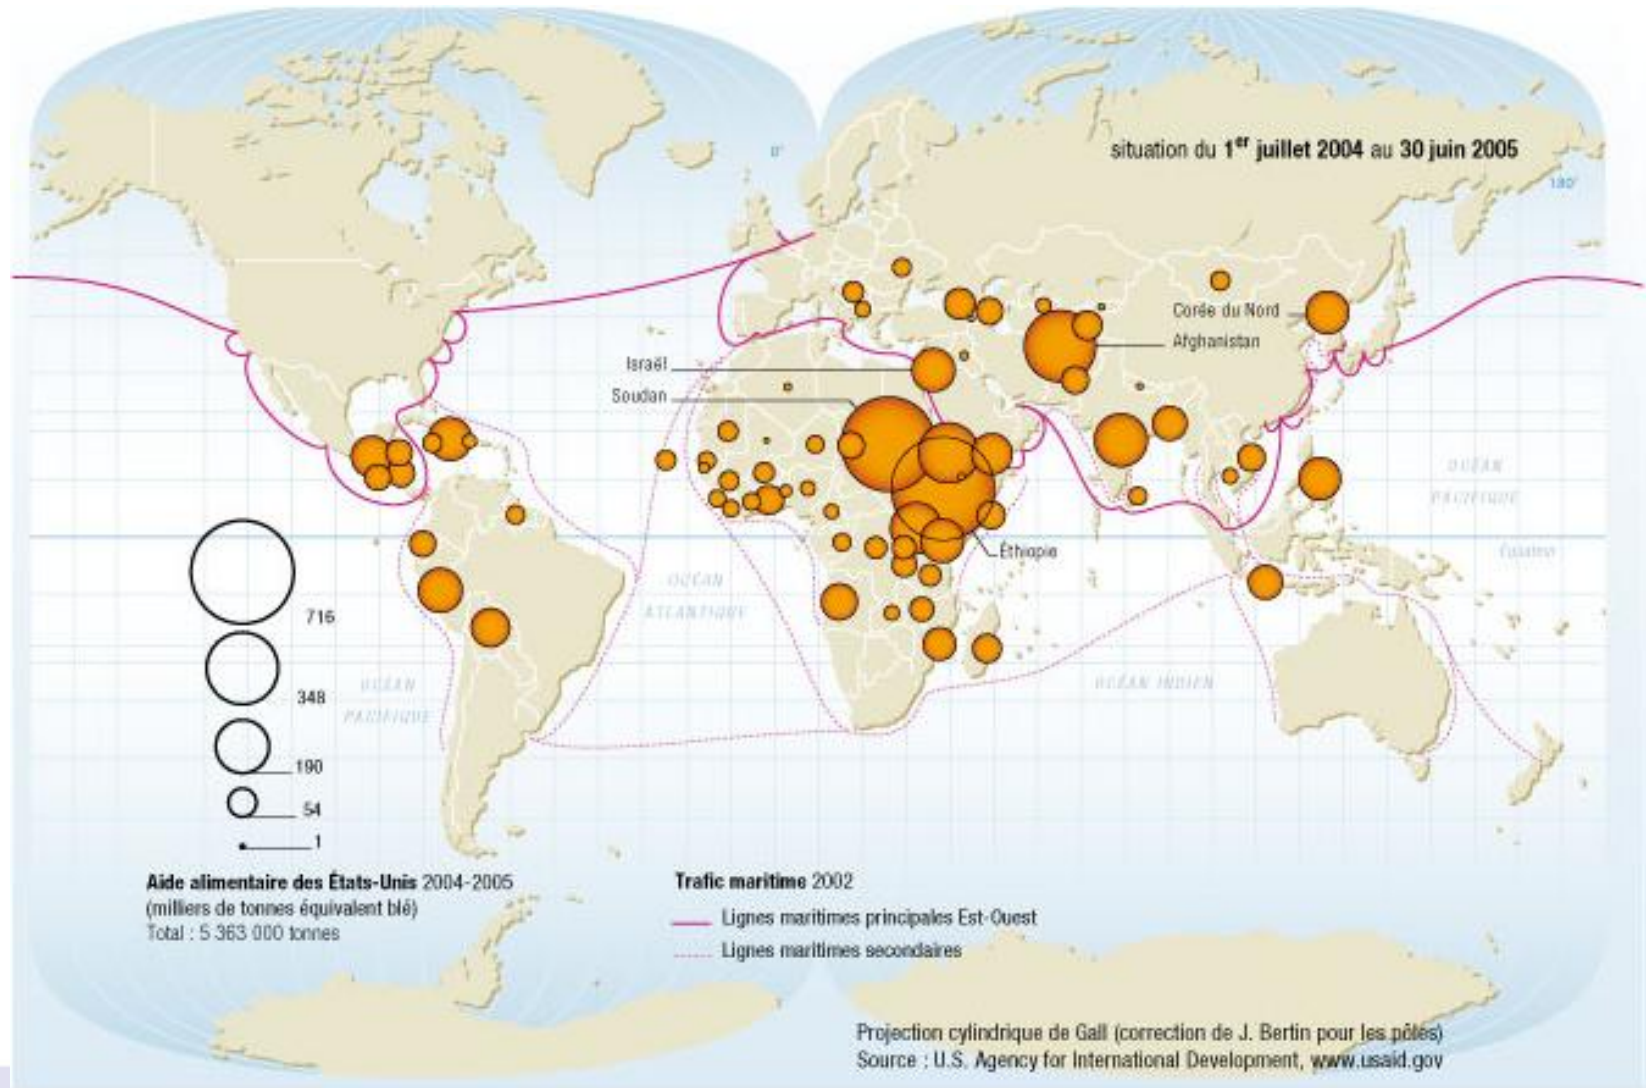 0°
situation du 1er juillet 2004 au 30 juin 2005
180°
Corée du Nord
Afghanistan
Israël
Soudan
OCÉAN
PACIFIQUE
Éthiopie
Équateur
OCÉAN
ATLANTIQUE
OCÉAN
PACIFIQUE
OCÉAN INDIEN
716
348
190
54
1
Aide alimentaire des États-Unis 2004-2005
(milliers de tonnes équivalent blé)
Total : 5 363 000 tonnes
Trafic maritime 2002
Lignes maritimes principales Est-Ouest
Lignes maritimes secondaires
Projection cylindrique de Gall (correction de J. Bertin pour les pôles)
Source : U.S. Agency for International Development, www.usaid.gov